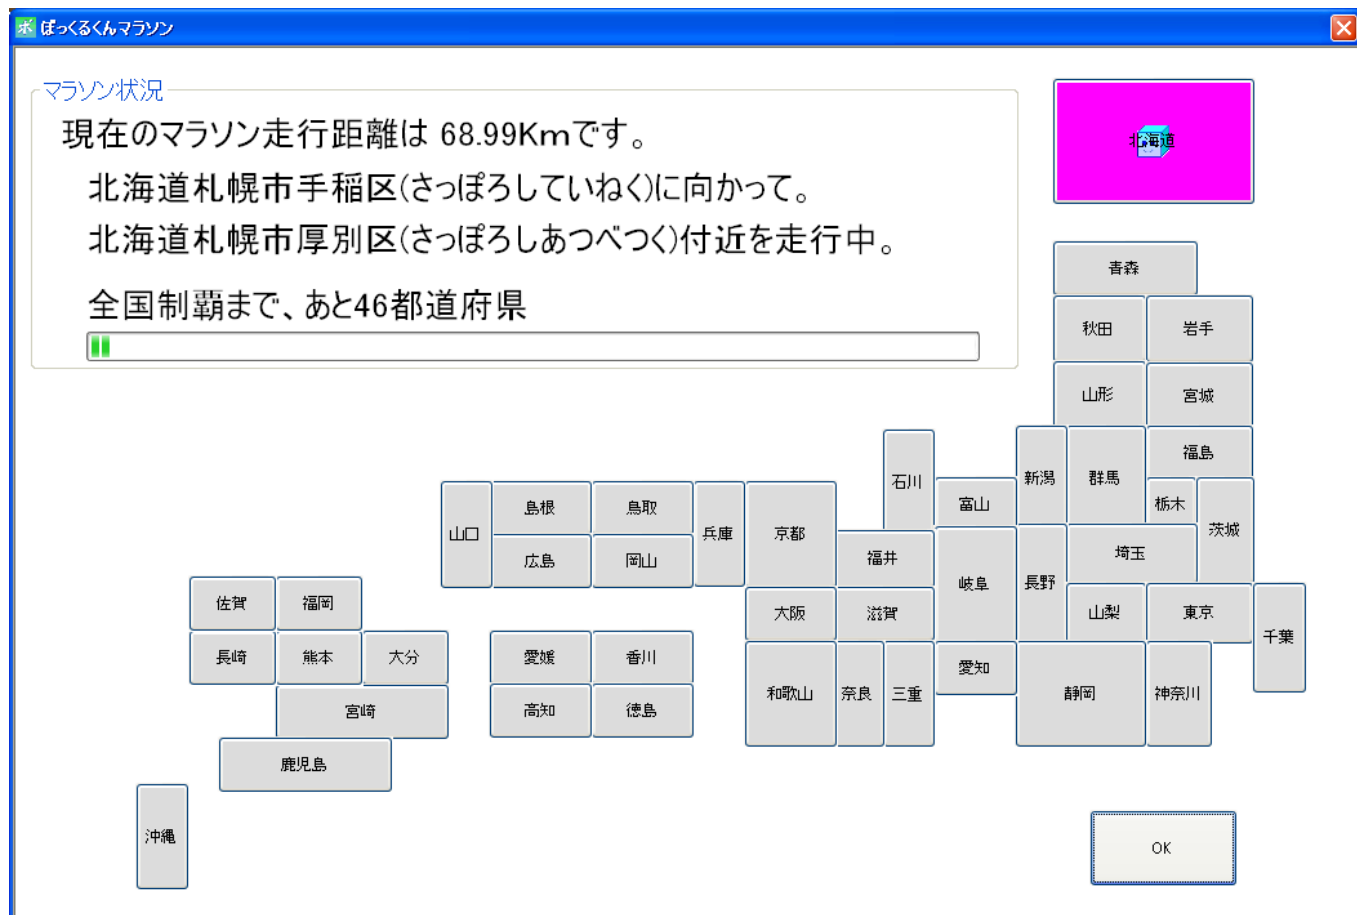 ボ ぼっくるくんマラソン
マラソン状況
現在のマラソン走行距離は 68.99Kmです。
北海道札幌市手稲区(さっぽろしていねく)に向かって。
北海道札幌市厚別区(さっぽろしあつべつく)付近を走行中。
全国制覇まで、あと46都道府県
北海道
青森
秋田
岩手
山形
宮城
石川
新潟
群馬
福島
山口
島根
鳥取
兵庫
京都
富山
栃木
茨城
広島
岡山
福井
岐阜
長野
埼玉
佐賀
福岡
大阪
滋賀
山梨
東京
千葉
長崎
熊本
大分
愛媛
香川
和歌山
奈良
三重
愛知
静岡
神奈川
宮崎
高知
徳島
鹿児島
沖縄
OK